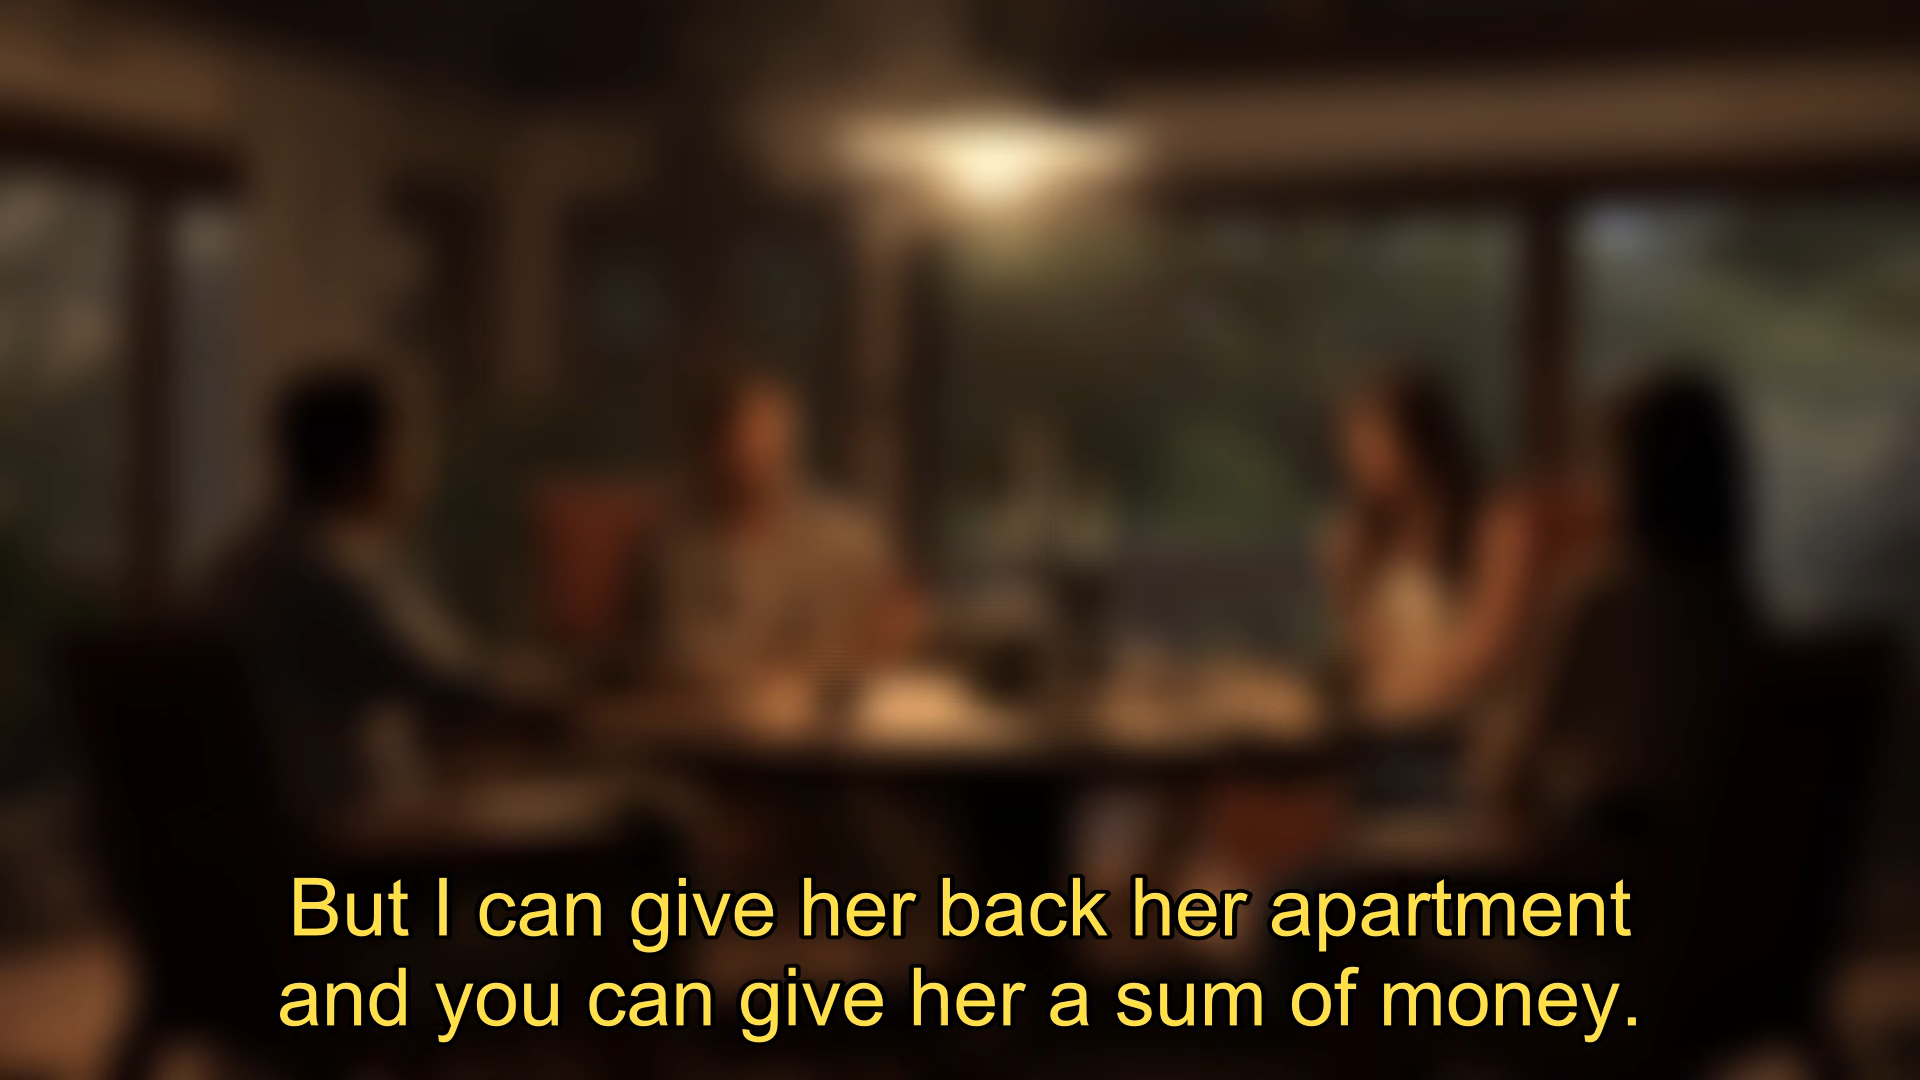 But I can give her back her apartment
and you can give her a sum of money.